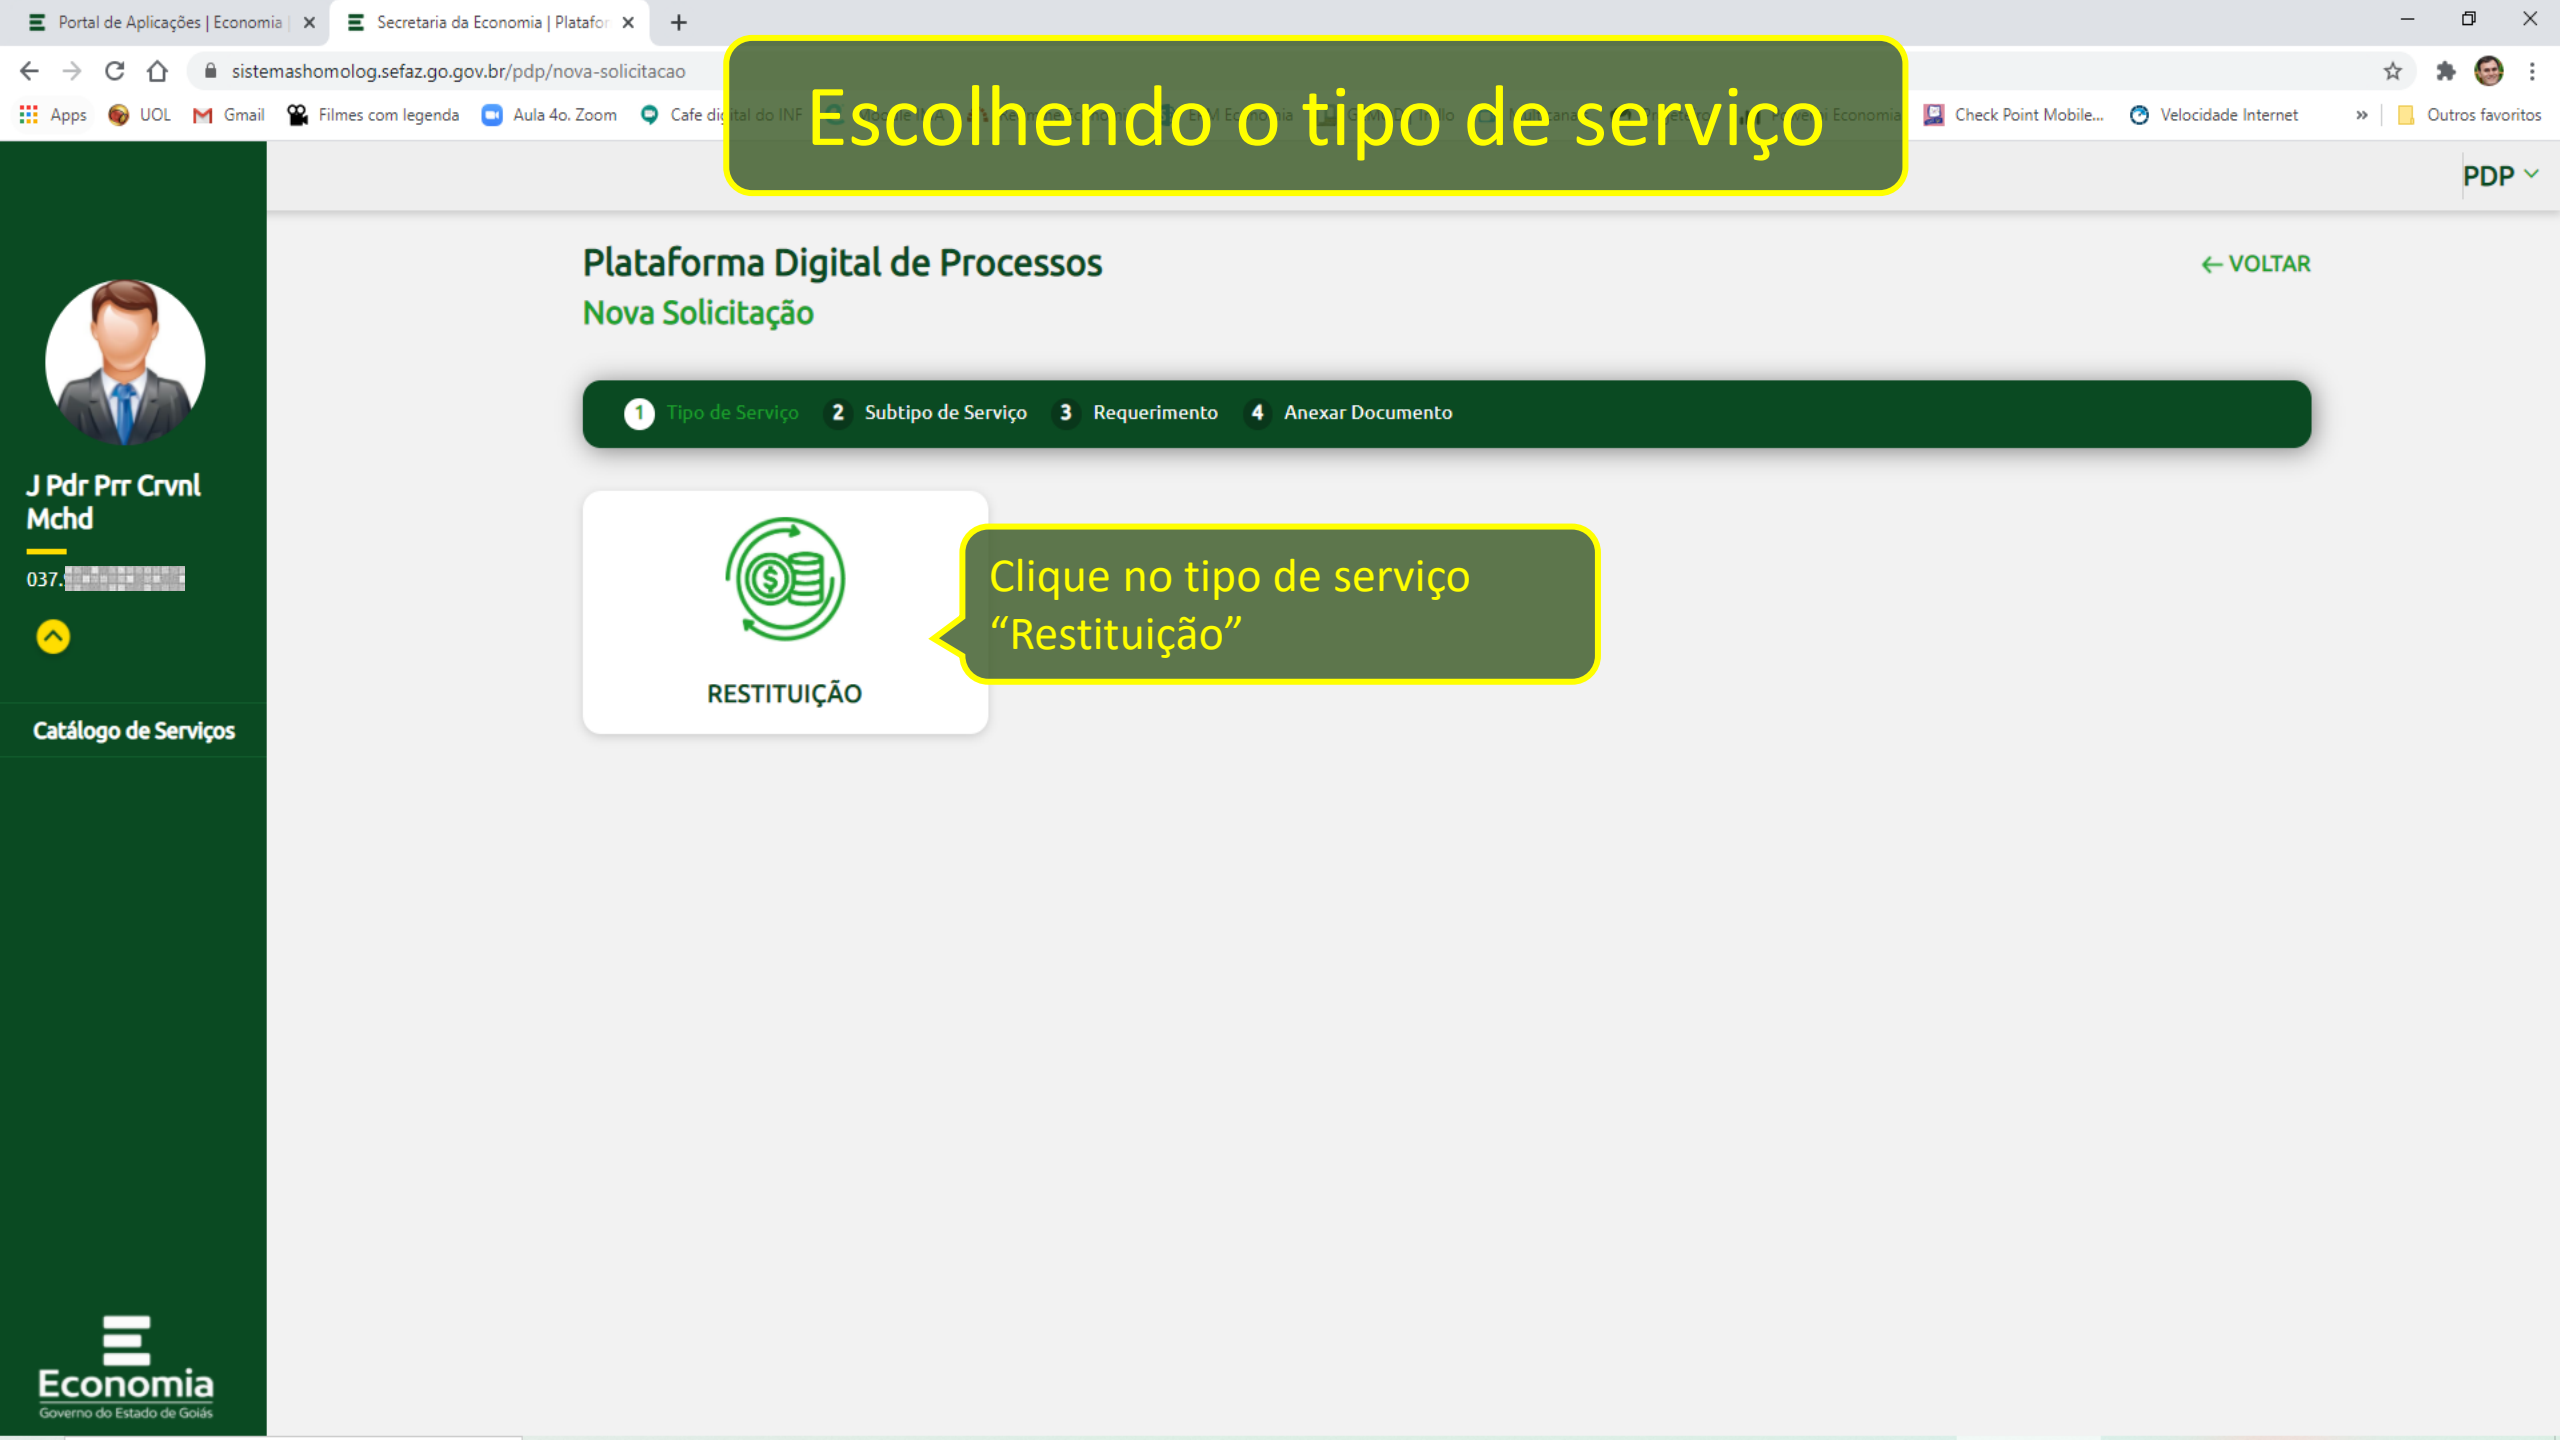 Portal de Aplicações | Economia |
Secretaria da Economia | Platafor
sistemashomolog.sefaz.go.gov.br/pdp/nova-solicitacao
Apps
UOL
Gmail
Filmes com legenda
Aula 4o. Zoom
Cafe digital do INF
Check Point Mobile...
Velocidade Internet
»
Outros favoritos
Escolhendo o tipo de serviço
PDP
Plataforma Digital de Processos
← VOLTAR
Nova Solicitação
1 Tipo de Serviço 2 Subtipo de Serviço 3 Requerimento 4 Anexar Documento
J Pdr Prr Crvnl
Mchd
037.
Catálogo de Serviços
RESTITUIÇÃO
Clique no tipo de serviço
“Restituição”
Economia
Governo do Estado de Goiás